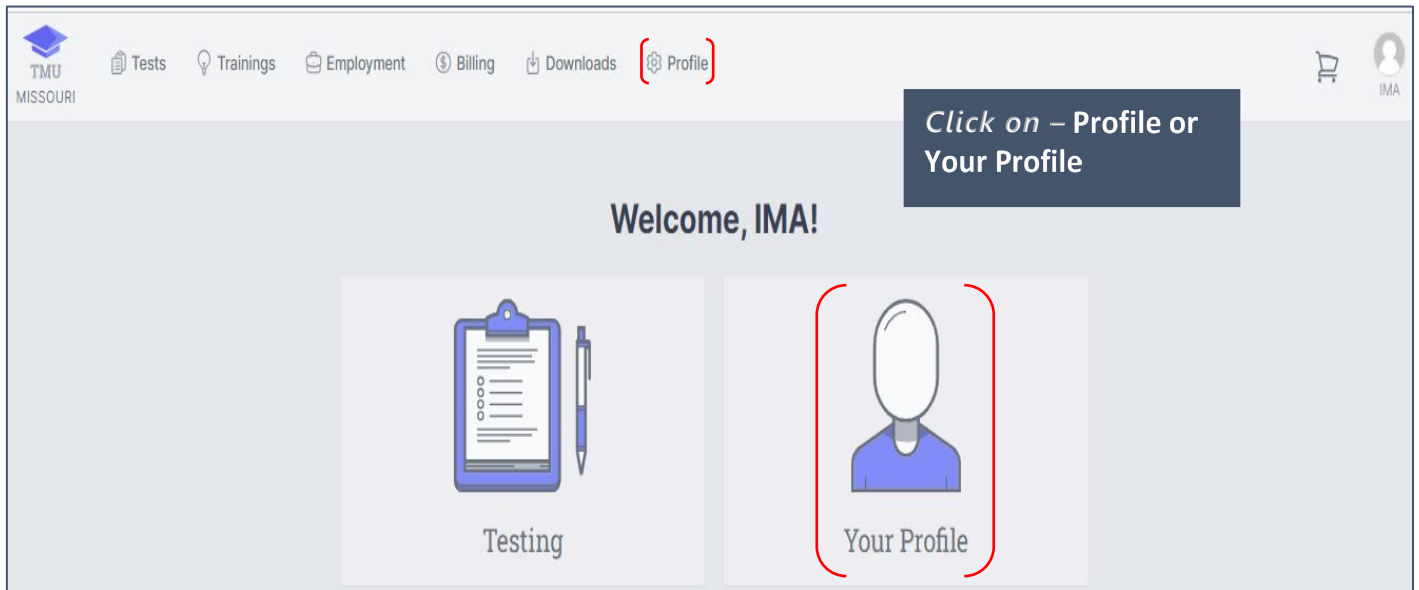 TMU
MISSOURI
Tests Trainings Employment Billing Downloads Profile
IMA
Click on – Profile or
Your Profile
Welcome, IMA!
Testing
Your Profile